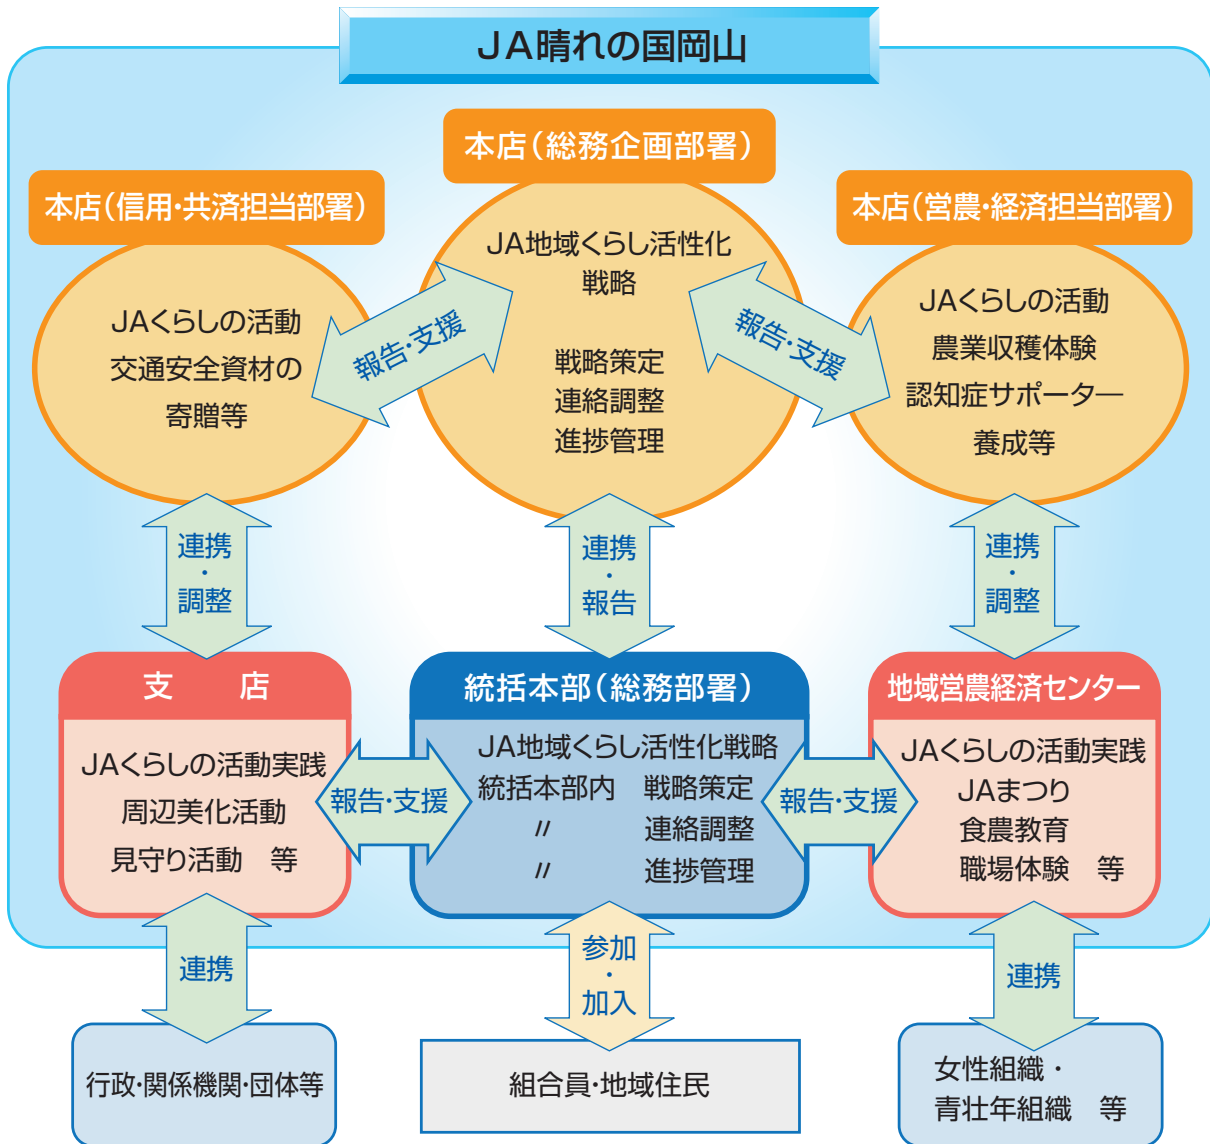 JA晴れの国岡山
本店(総務企画部署)
本店(信用・共済担当部署)
本店(営農・経済担当部署)
JA地域くらし活性化
戦略
戦略策定
連絡調整
進捗管理
JAくらしの活動
交通安全資材の
寄贈等
JAくらしの活動
農業収穫体験
認知症サポーター
養成等
報告・支援
報告・支援
連携
・
調整
連携
・
報告
連携
・
調整
支　店
JAくらしの活動実践
周辺美化活動
見守り活動　等
報告・支援
統括本部(総務部署)
JA地域くらし活性化戦略
統括本部内　戦略策定
〃　連絡調整
〃　進捗管理
報告・支援
地域営農経済センター
JAくらしの活動実践
JAまつり
食農教育
職場体験　等
連携
参加
・
加入
連携
行政・関係機関・団体等
組合員・地域住民
女性組織・
青壮年組織　等